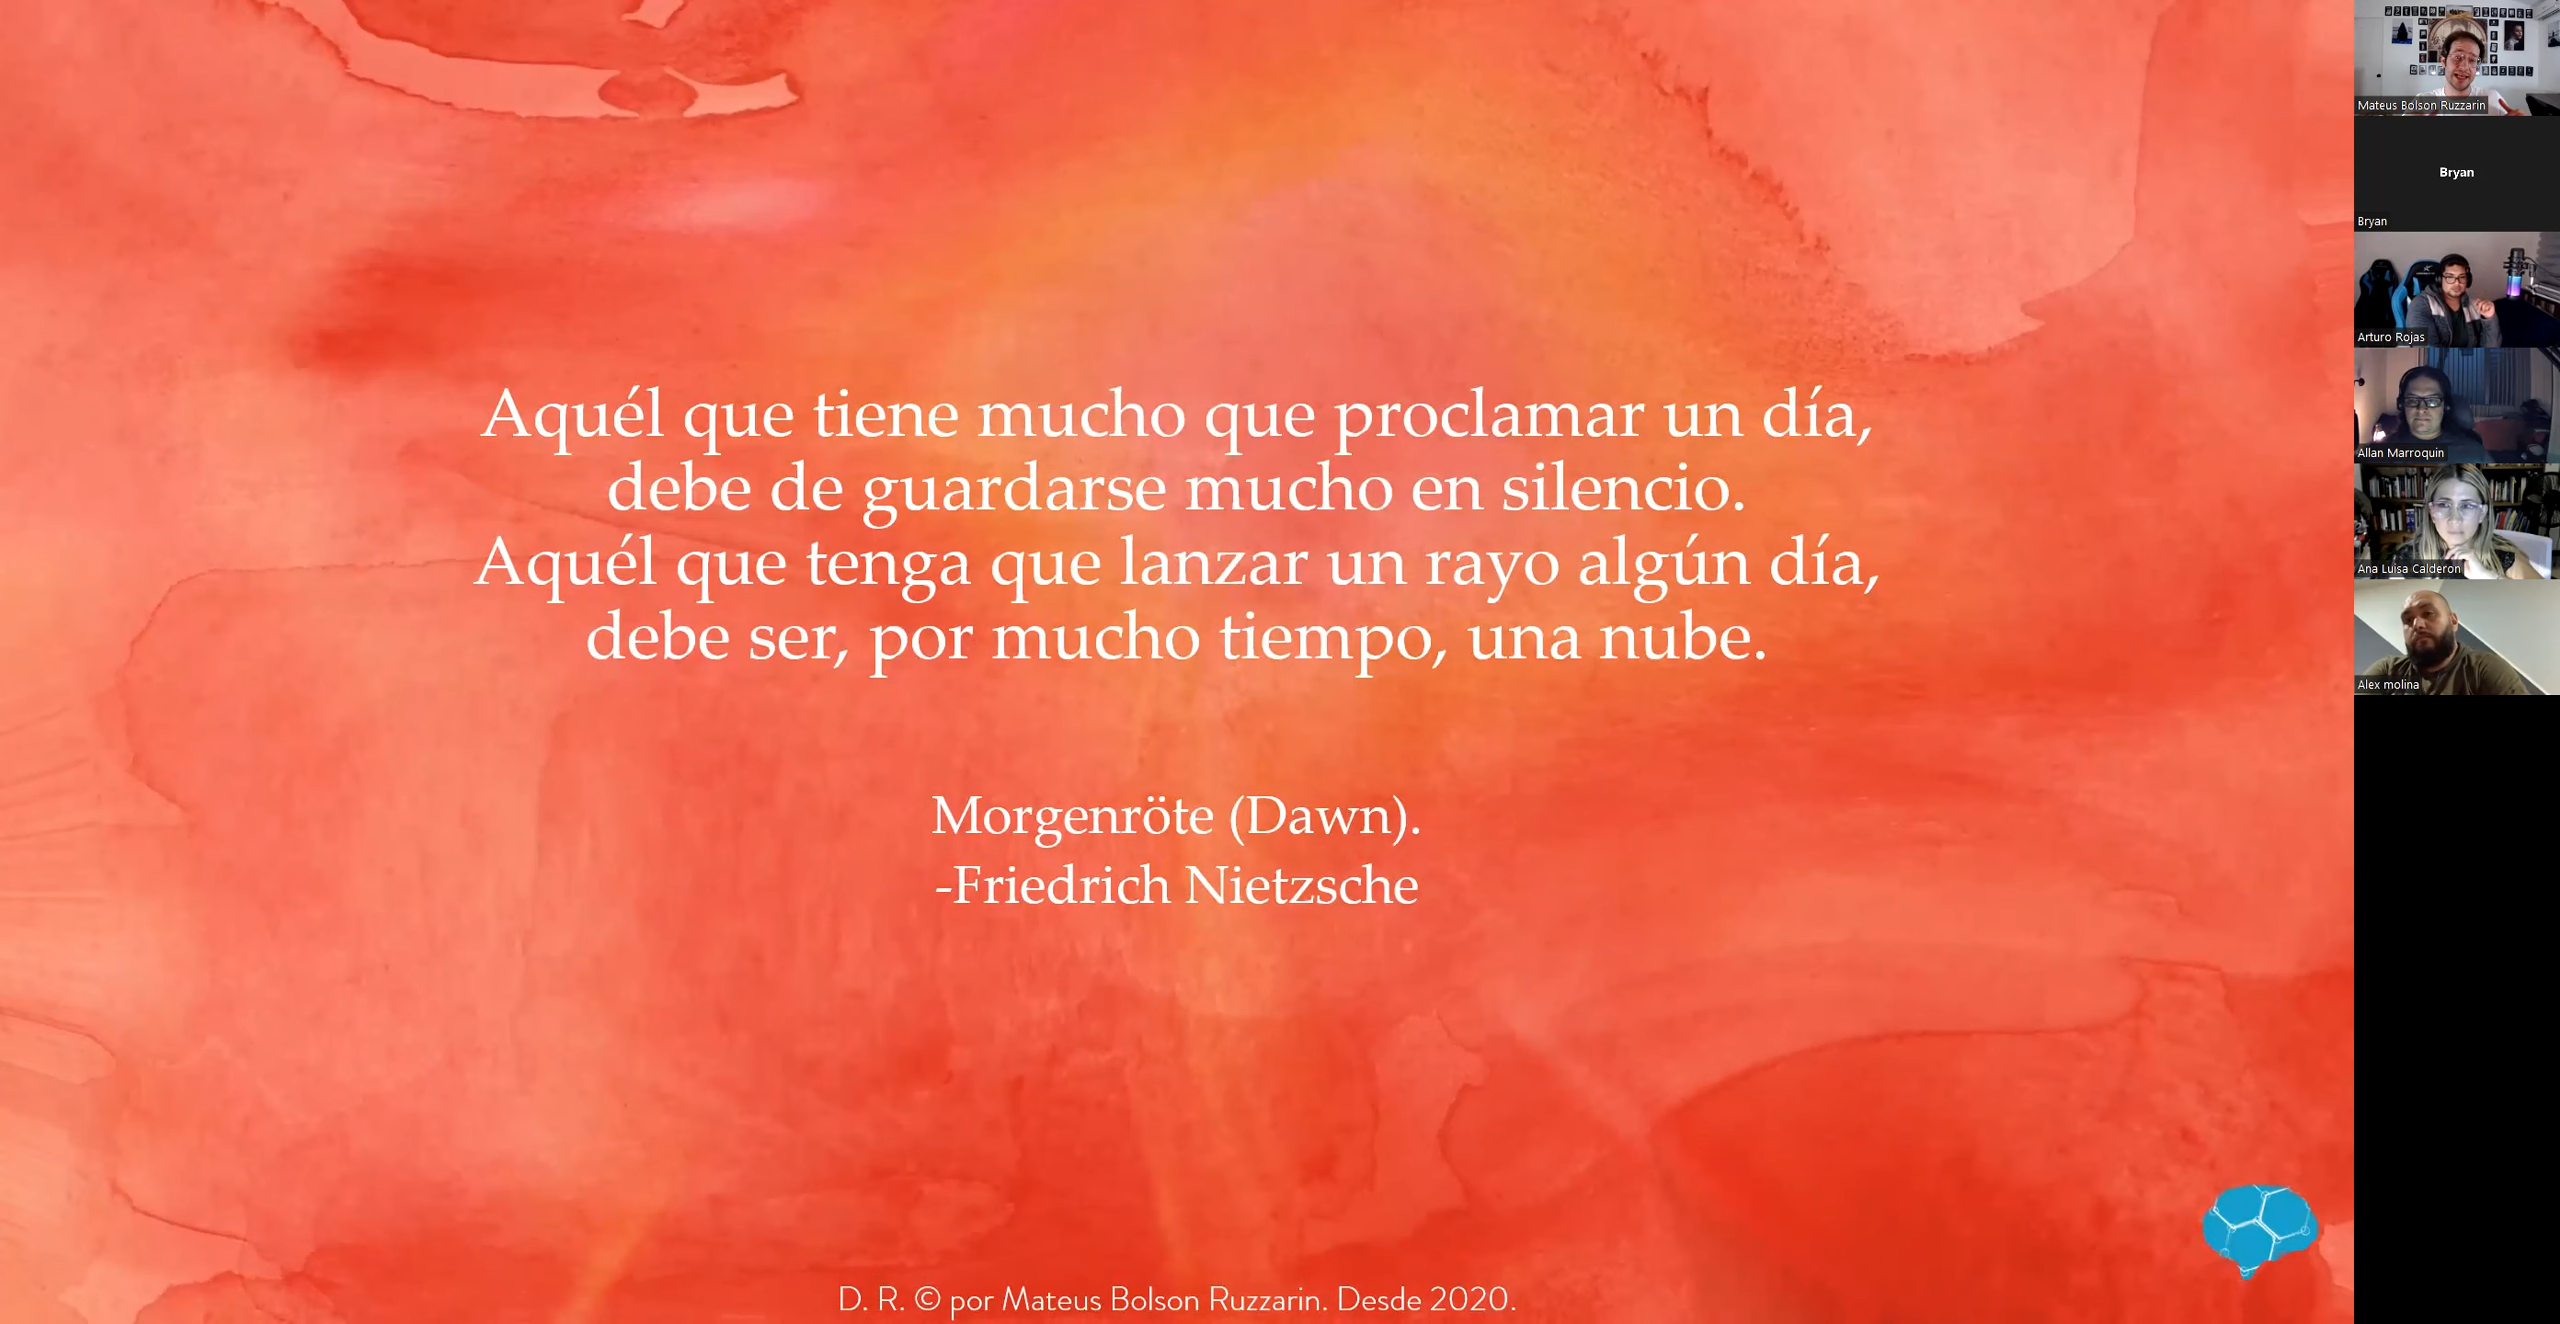 Aquél que tiene mucho que proclamar un día,
debe de guardarse mucho en silencio.
Aquél que tenga que lanzar un rayo algún día,
debe ser, por mucho tiempo, una nube.
Morgenröte (Dawn).
-Friedrich Nietzsche
D. R. © por Mateus Bolson Ruzzarin. Desde 2020.
Mateus Bolson Ruzzarin
Bryan
Bryan
Arturo Rojas
Allan Marroquin
Ana Luisa Calderon
Alex molina